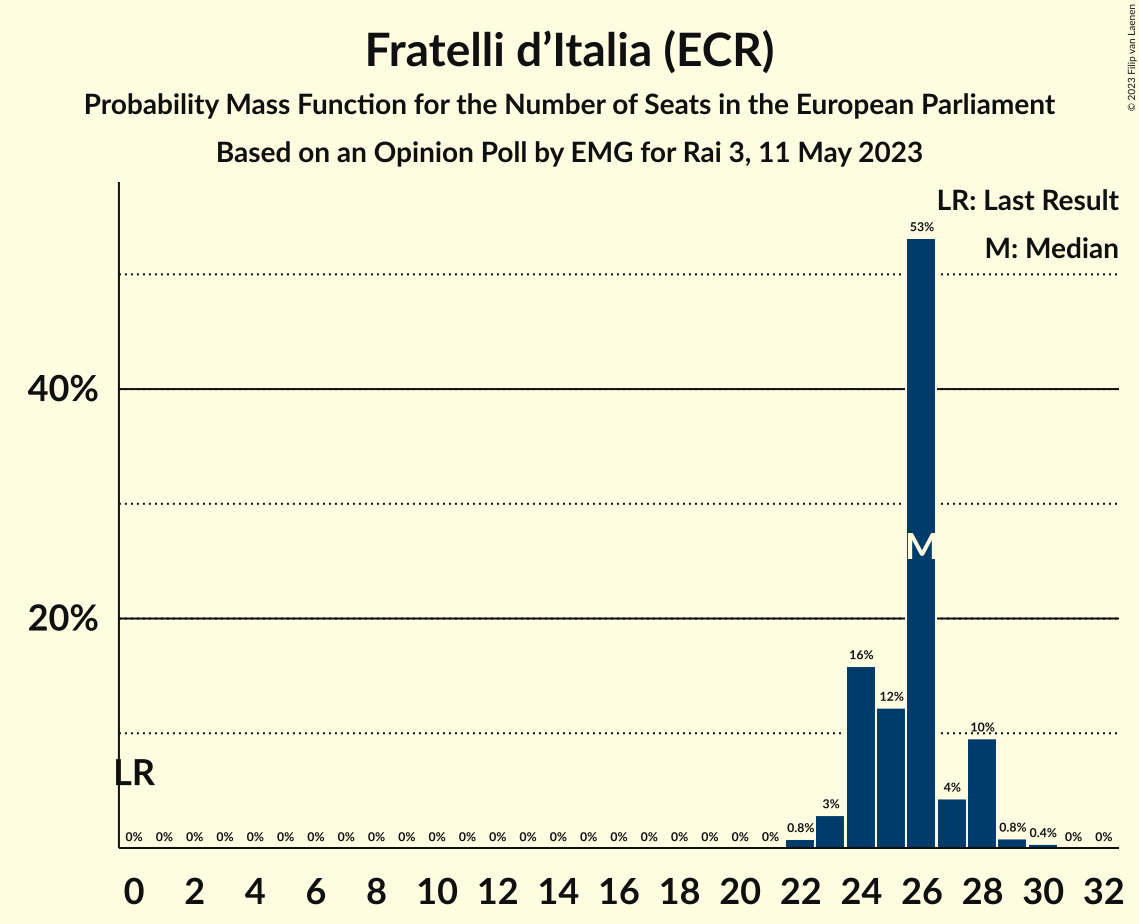 Fratelli d’Italia (ECR)
Probability Mass Function for the Number of Seats in the European Parliament
Based on an Opinion Poll by EMG for Rai 3, 11 May 2023
© 2023 Filip van Laenen
LR: Last Result
M: Median
53%
40%
M
20%
16%
12%
10%
LR
4%
3%
0% 0% 0% 0% 0% 0% 0% 0% 0% 0% 0% 0% 0% 0% 0% 0% 0% 0% 0% 0% 0% 0% 0.8% 0.8% 0.4% 0% 0%
0 2 4 6 8 10 12 14 16 18 20 22 24 26 28 30 32